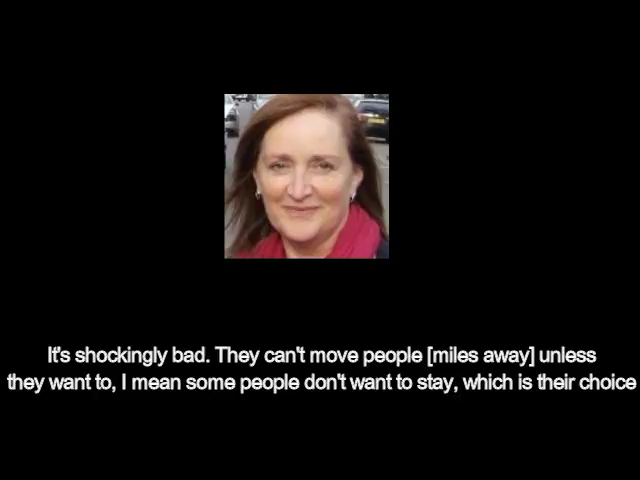 It's shockingly bad. They can't move people [miles away] unless
they want to, I mean some people don't want to stay, which is their choice